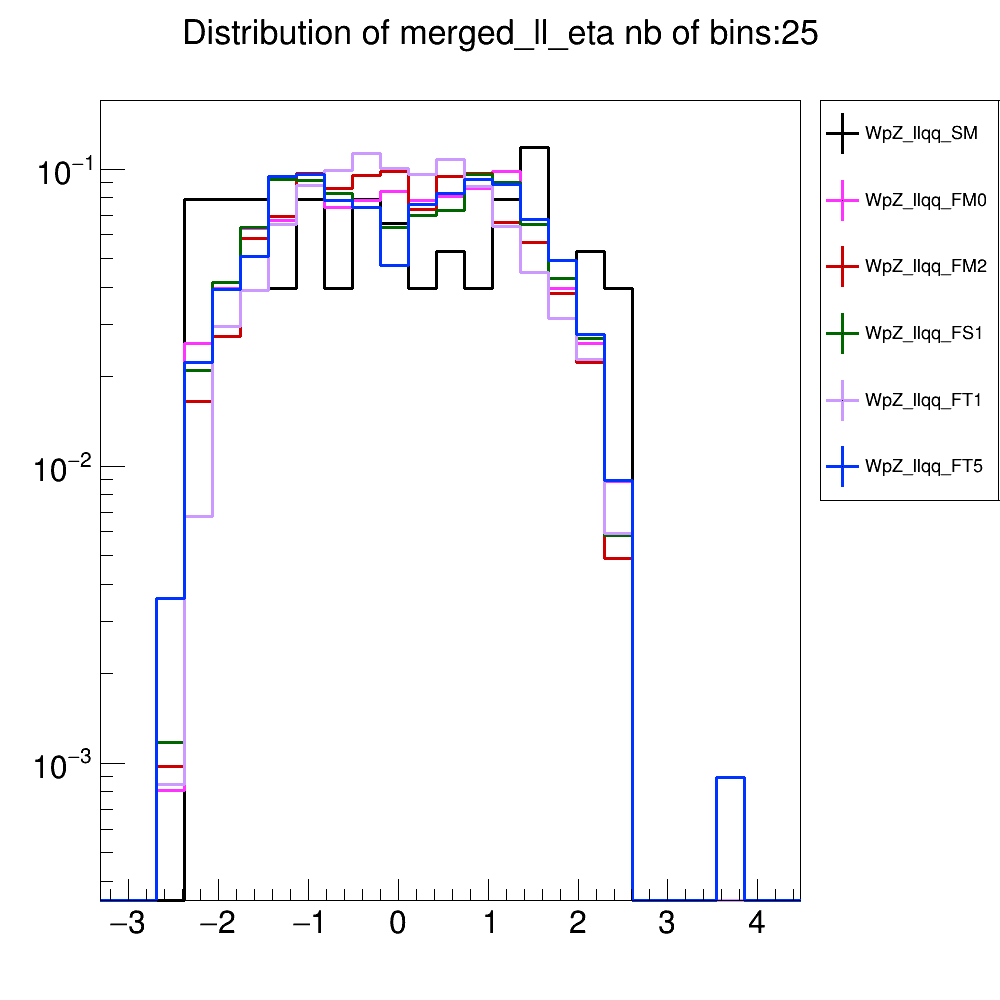 Distribution of merged_ll_eta nb of bins:25
10⁻¹
10⁻²
10⁻³
−3 −2 −1 0 1 2 3 4
WpZ_llqq_SM
WpZ_llqq_FM0
WpZ_llqq_FM2
WpZ_llqq_FS1
WpZ_llqq_FT1
WpZ_llqq_FT5